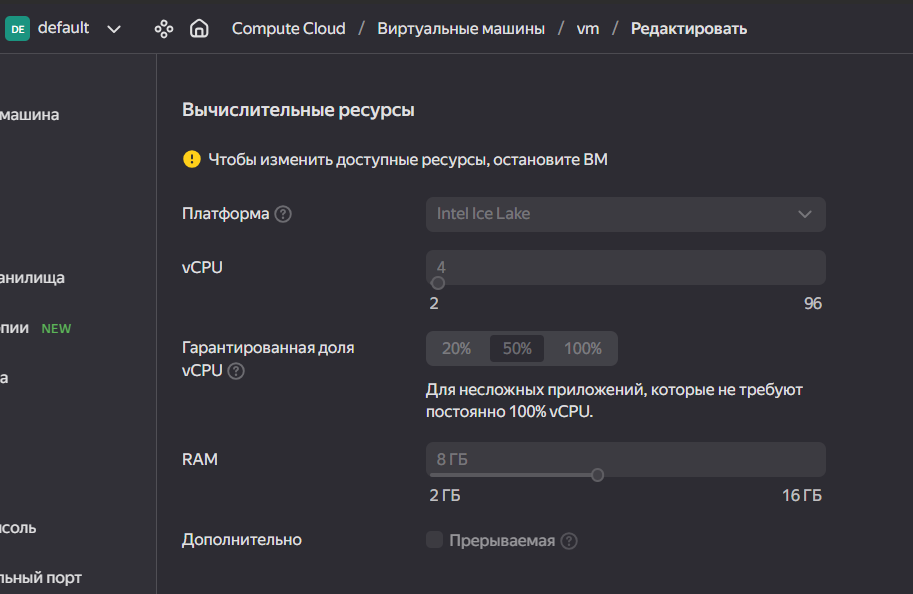 DE default Compute Cloud / Виртуальные машины / vm / Редактировать
машина
Вычислительные ресурсы
Чтобы изменить доступные ресурсы, остановите ВМ
Платформа
Intel Ice Lake
анилища
vCPU
4
2 96
пии NEW
Гарантированная доля
vCPU
20% 50% 100%
а
Для несложных приложений, которые не требуют
постоянно 100% vCPU.
RAM
8 ГБ
2 ГБ 16 ГБ
соль
Дополнительно
Прерываемая
льный порт